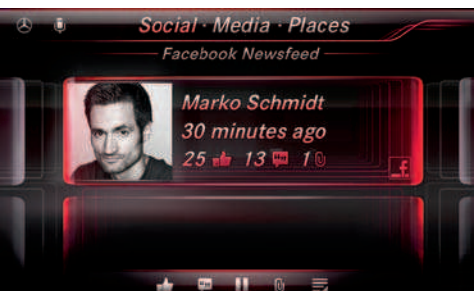 Social · Media · Places
Facebook Newsfeed
Marko Schmidt
30 minutes ago
25 13 1
f